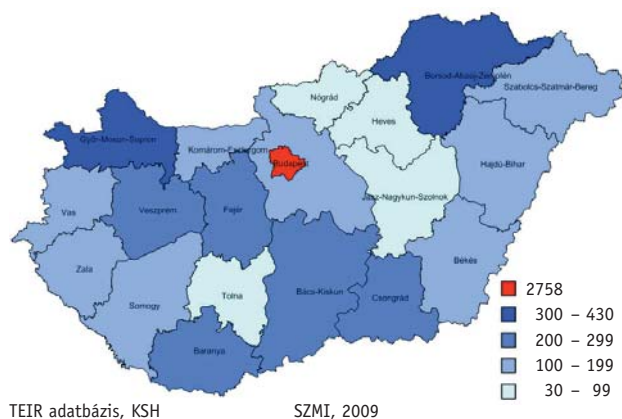 Borsod-Abaúj-Zemplén
Szabolcs-Szatmár-Bereg
Nógrád
Heves
Győr-Moson-Sopron
Komárom-Esztergom
Budapest
Hajdú-Bihar
Jász-Nagykun-Szolnok
Vas
Veszprém
Fejér
Zala
Békés
Bács-Kiskun
Csongrád
Tolna
Somogy
Baranya
2758
300 – 430
200 – 299
100 – 199
30 – 99
TEIR adatbázis, KSH
SZMI, 2009